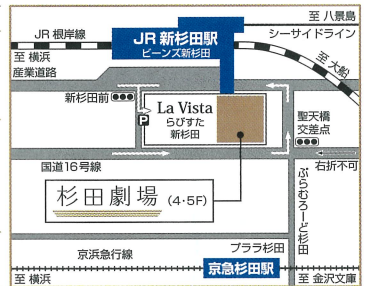 至 八景島
JR 根岸線
JR 新杉田駅
ビーンズ新杉田
シーサイドライン
至 横浜
産業道路
至 大船
新杉田前
P
La Vista
らびすた
新杉田
聖天橋
交差点
国道16号線
右折不可
杉田劇場 (4・5F)
ぷらむろーど杉田
プララ杉田
京浜急行線
京急杉田駅
至 横浜
至 金沢文庫